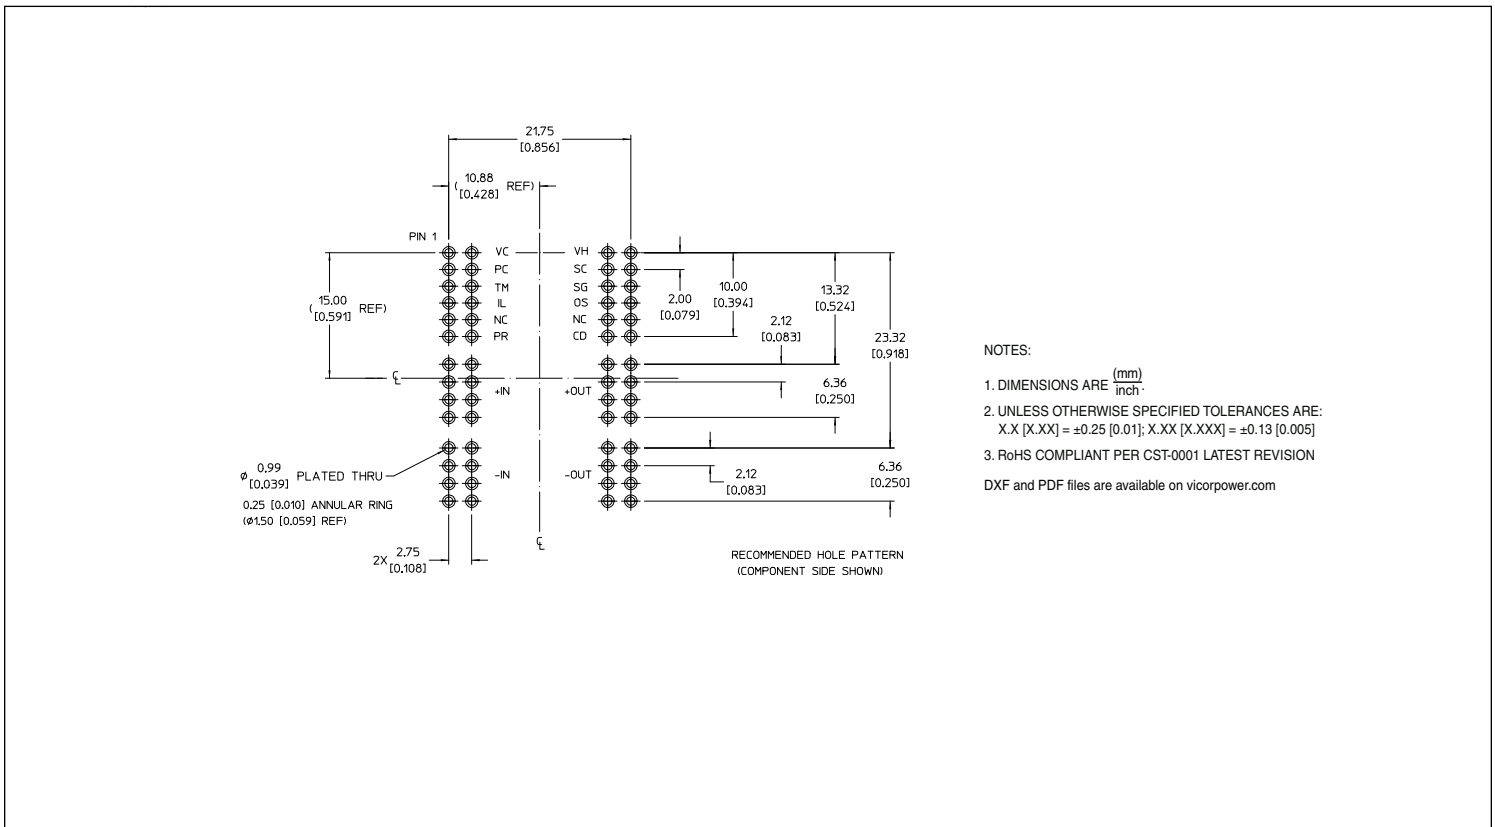 21.75
[0.856]
( 10.88 REF)
[0.428]
PIN 1
VC VH
PC SC
TM SG
IL OS
NC NC
PR CD
( 15.00 REF)
[0.591]
2.00
[0.079]
10.00
[0.394]
13.32
[0.524]
2.12
[0.083]
23.32
[0.918]
℄
+IN +OUT
6.36
[0.250]
-IN -OUT
2.12
[0.083]
6.36
[0.250]
ø 0.99 PLATED THRU
[0.039]
0.25 [0.010] ANNULAR RING
(ø1.50 [0.059] REF)
℄
2X 2.75
[0.108]
RECOMMENDED HOLE PATTERN
(COMPONENT SIDE SHOWN)
NOTES:
1. DIMENSIONS ARE (mm)
inch.
2. UNLESS OTHERWISE SPECIFIED TOLERANCES ARE:
X.X [X.XX] = ±0.25 [0.01]; X.XX [X.XXX] = ±0.13 [0.005]
3. RoHS COMPLIANT PER CST-0001 LATEST REVISION
DXF and PDF files are available on vicorpower.com